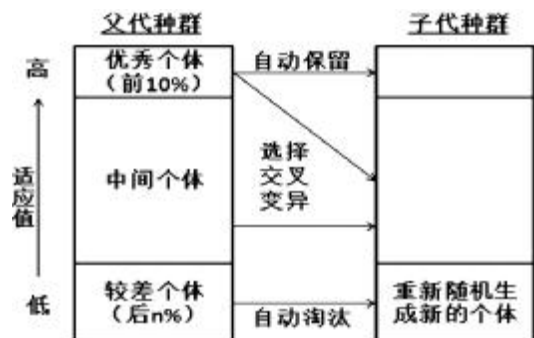 父代种群
子代种群
高
优秀个体
（前10%）
自动保留
适应值
中间个体
选择
交叉
变异
低
较差个体
（后n%）
自动淘汰
重新随机生
成新的个体